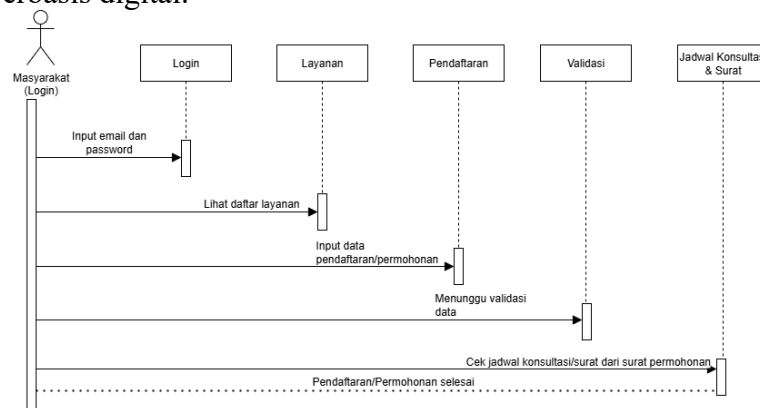 erbasis digital.
Masyarakat
(Login)
Login
Layanan
Pendaftaran
Validasi
Jadwal Konsultas
& Surat
Input email dan
password
Lihat daftar layanan
Input data
pendaftaran/permohonan
Menunggu validasi
data
Cek jadwal konsultasi/surat dari surat permohonan
Pendaftaran/Permohonan selesai